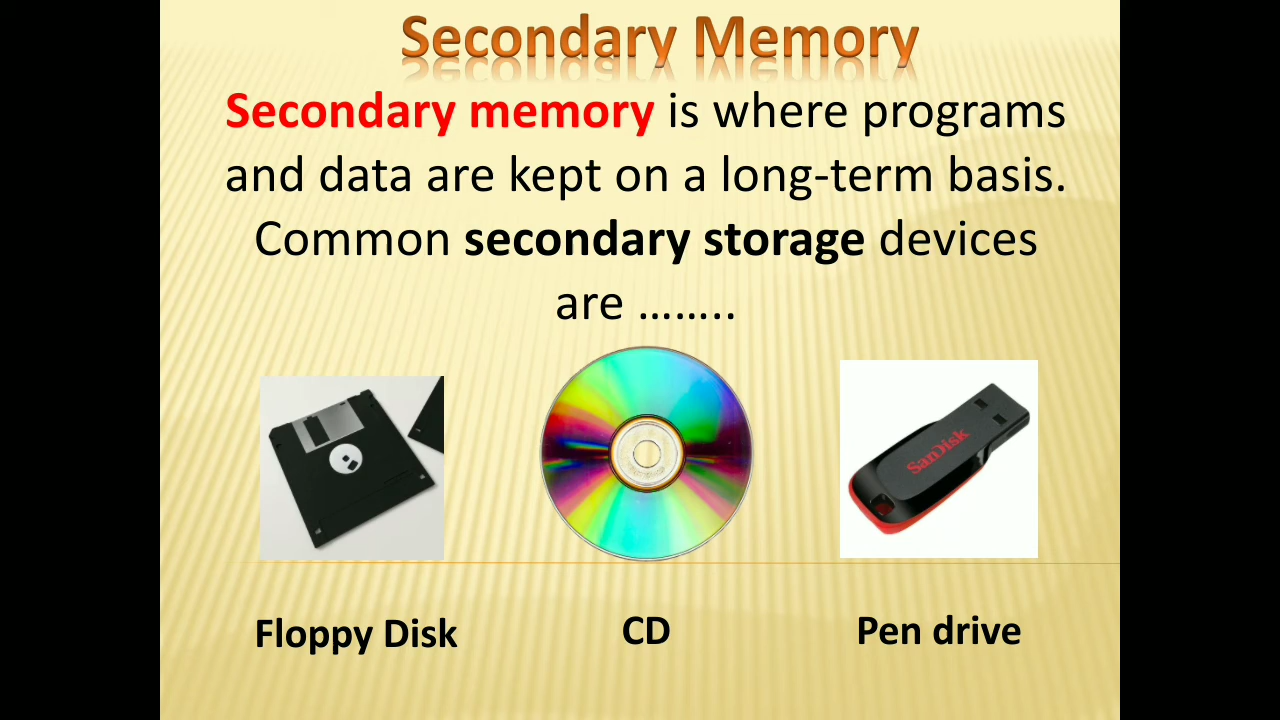 Secondary Memory
Secondary memory is where programs
and data are kept on a long-term basis.
Common secondary storage devices
are ……..
SanDisk
Floppy Disk
CD
Pen drive